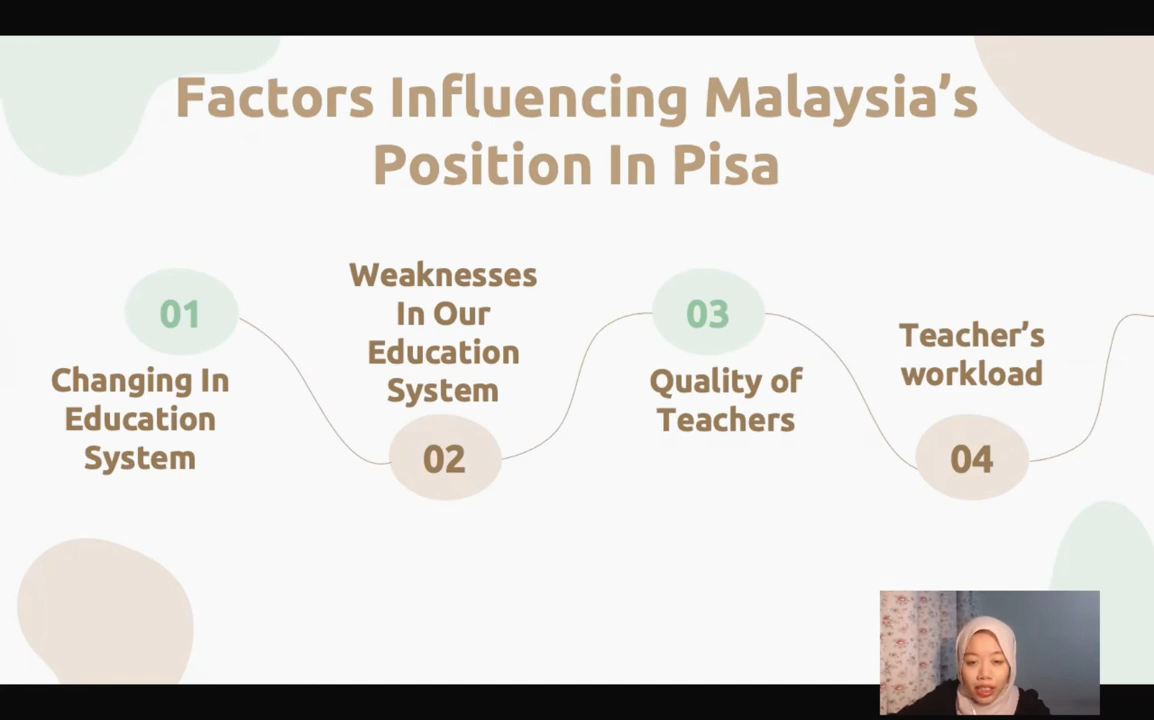 Factors Influencing Malaysia's
Position In Pisa
01
Changing In
Education
System
Weaknesses
In Our
Education
System
02
03
Quality of
Teachers
Teacher's
workload
04